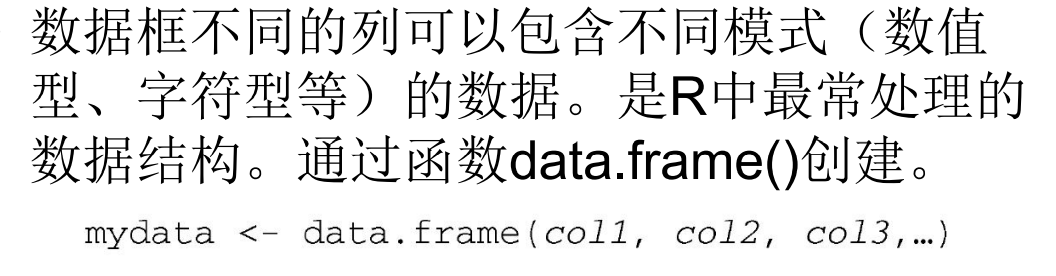 数据框不同的列可以包含不同模式（数值
型、字符型等）的数据。是R中最常处理的
数据结构。通过函数data.frame()创建。
mydata <- data.frame(col1, col2, col3,…)